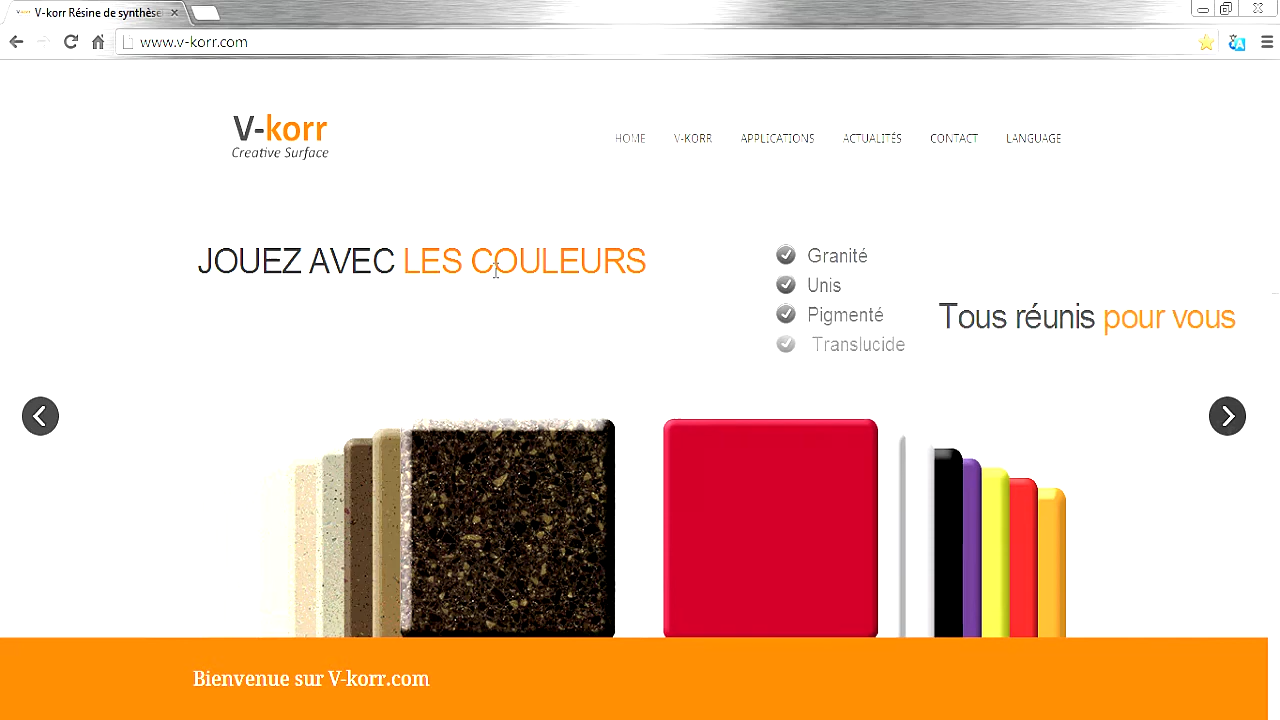 V-korr Résine de synthèse
www.v-korr.com
V-korr
Creative Surface
HOME V-KORR APPLICATIONS ACTUALITÉS CONTACT LANGUAGE
JOUEZ AVEC LES COULEURS
Granité
Unis
Pigmenté
Translucide
Tous réunis pour vous
Bienvenue sur V-korr.com